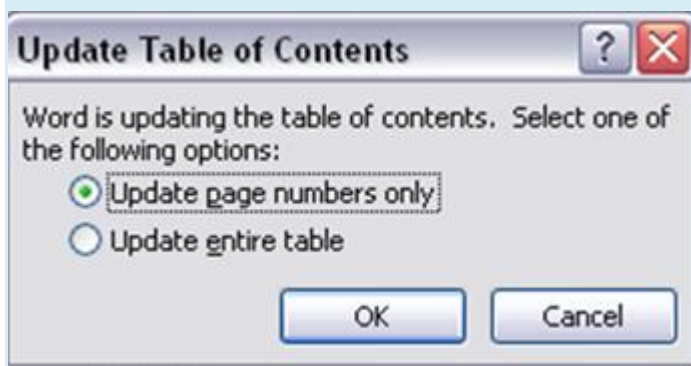 Update Table of Contents ?
Word is updating the table of contents. Select one of
the following options:
Update page numbers only
Update entire table
OK Cancel